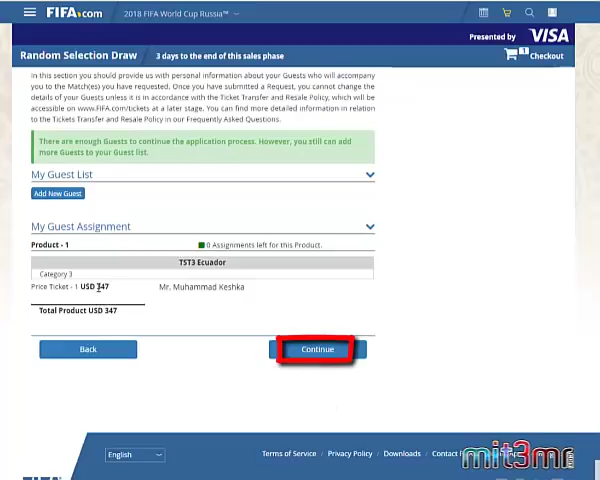 FIFA.com
2018 FIFA World Cup Russia™
Presented by VISA
Random Selection Draw
3 days to the end of this sales phase
1 Checkout
In this section you should provide us with personal information about your Guests who will accompany
you to the Match(es) you have requested. Once you have submitted a Request, you cannot change the
details of your Guests unless it is in accordance with the Ticket Transfer and Resale Policy, which will be
accessible on www.FIFA.com/tickets at a later stage. You can find more detailed information in relation
to the Tickets Transfer and Resale Policy in our Frequently Asked Questions.
There are enough Guests to continue the application process. However, you still can add
more Guests to your Guest list.
My Guest List
Add New Guest
My Guest Assignment
Product - 1
0 Assignments left for this Product.
TST3 Ecuador
Category 3
Price Ticket - 1 USD 347
Mr. Muhammad Keshka
Total Product USD 347
Back
Continue
English
Terms of Service
Privacy Policy
Downloads
Contact
mit3mr
FIFA